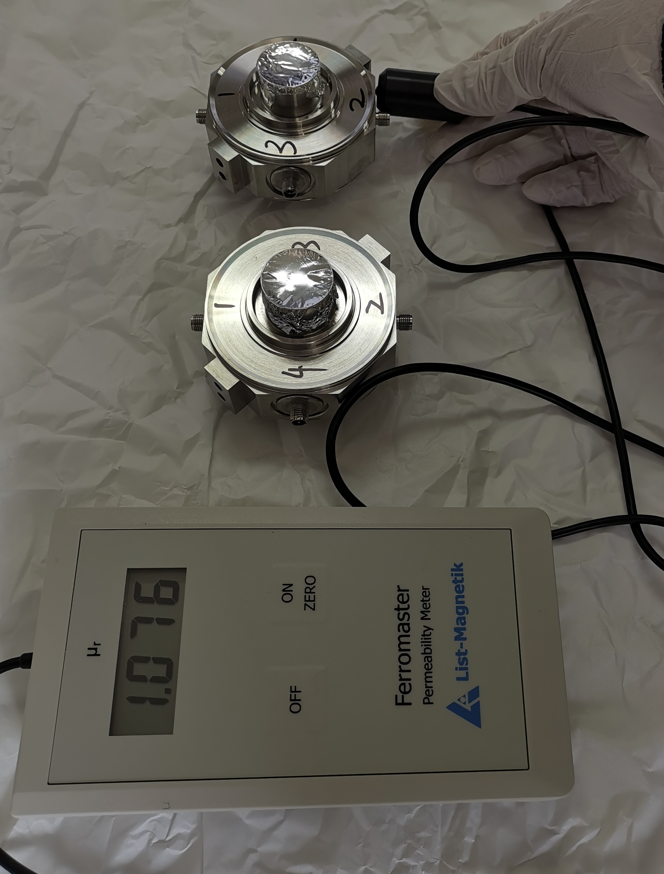 1
2
3
3
1
2
4
µr
1.076
OFF
ON
ZERO
Ferromaster
Permeability Meter
List-Magnetik